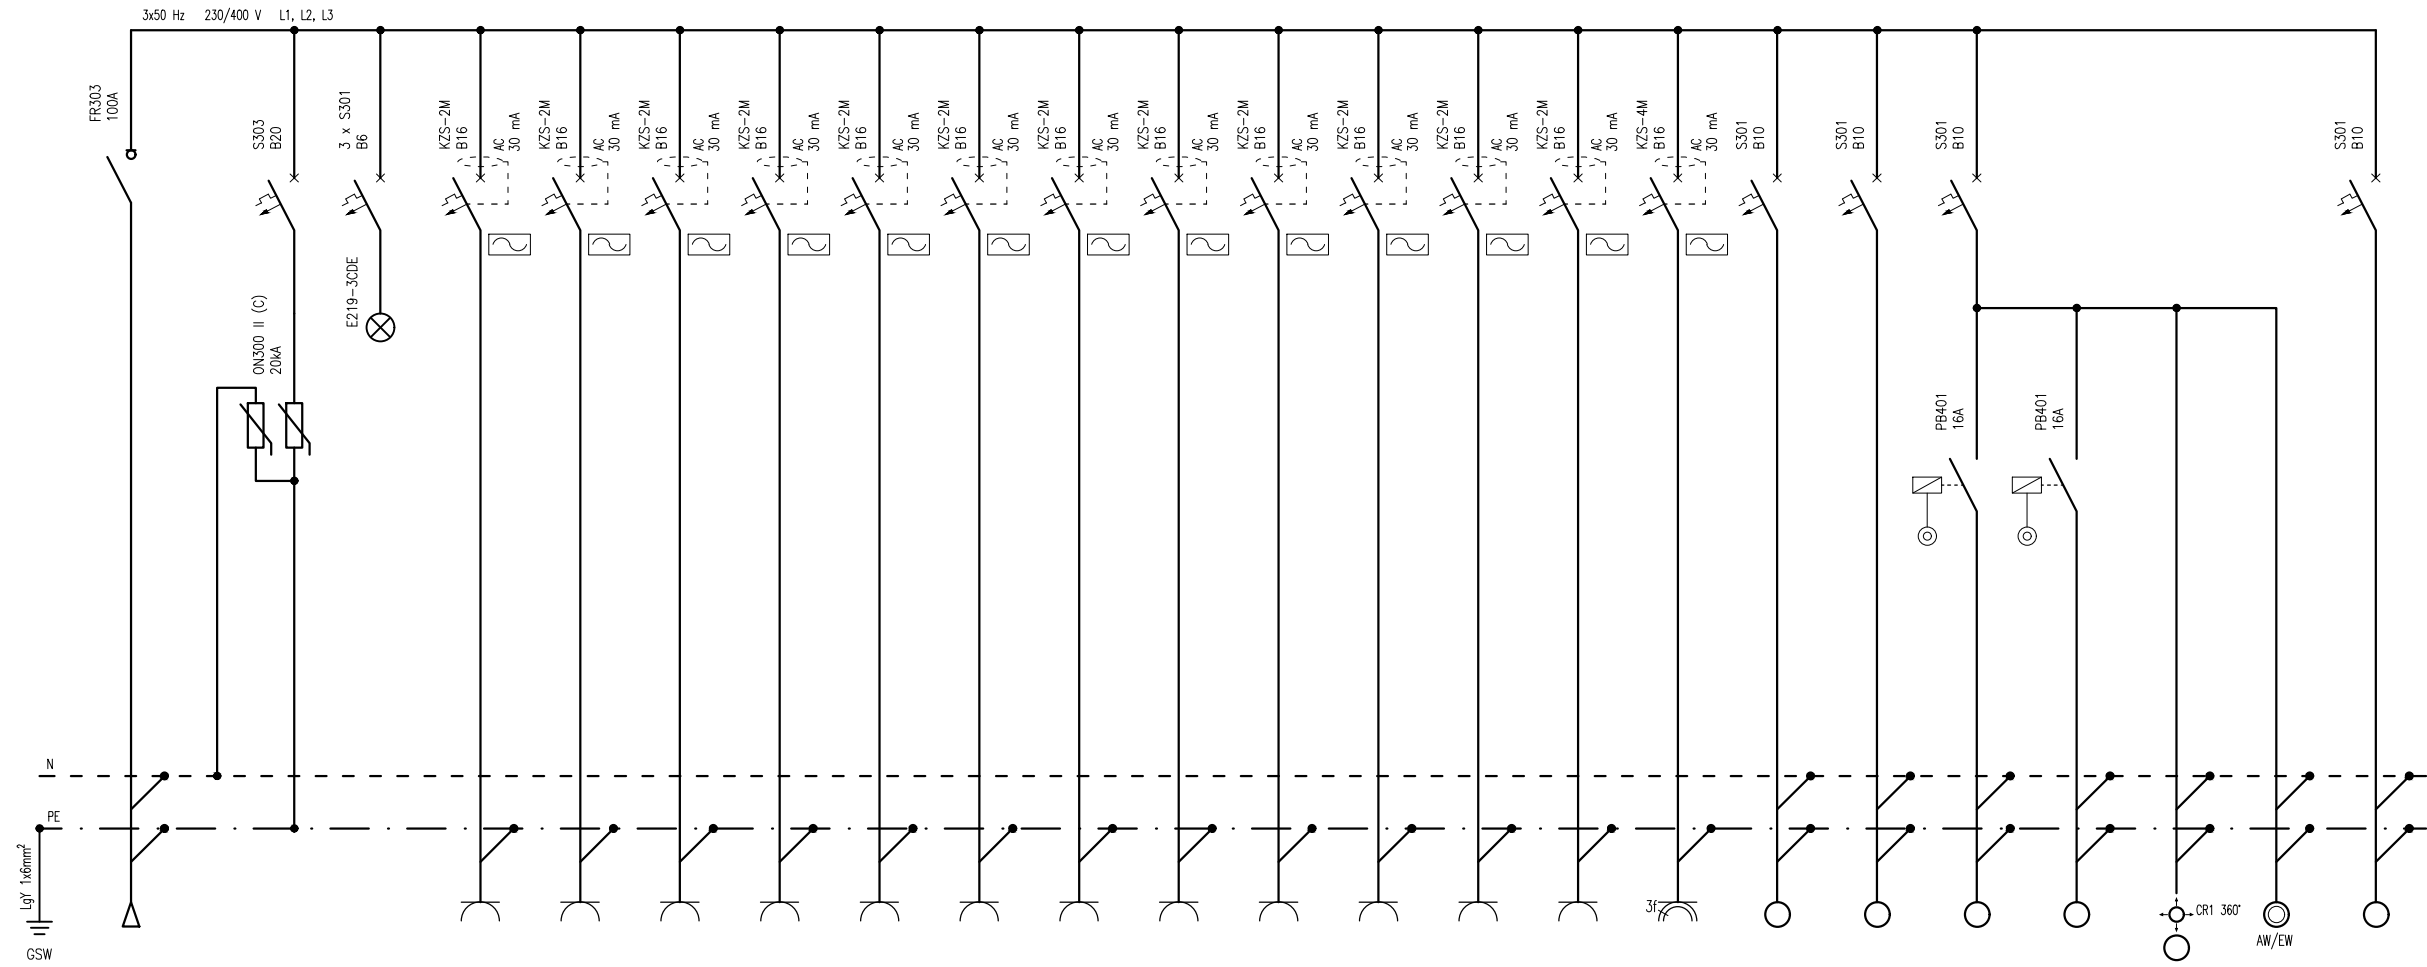 3x50 Hz 230/400 V L1, L2, L3
FR303
100A
S303
B20
3 x S301
B6
KZS-2M
B16
AC
30 mA
KZS-2M
B16
AC
30 mA
KZS-2M
B16
AC
30 mA
KZS-2M
B16
AC
30 mA
KZS-2M
B16
AC
30 mA
KZS-2M
B16
AC
30 mA
KZS-2M
B16
AC
30 mA
KZS-2M
B16
AC
30 mA
KZS-2M
B16
AC
30 mA
KZS-2M
B16
AC
30 mA
KZS-2M
B16
AC
30 mA
KZS-2M
B16
AC
30 mA
KZS-4M
B16
AC
30 mA
S301
B10
S301
B10
S301
B10
S301
B10
E219-3CDE
ON300 II (C)
20kA
PB401
16A
PB401
16A
N
PE
LgY 1x6mm²
GSW
3f
CR1 360°
AW/EW